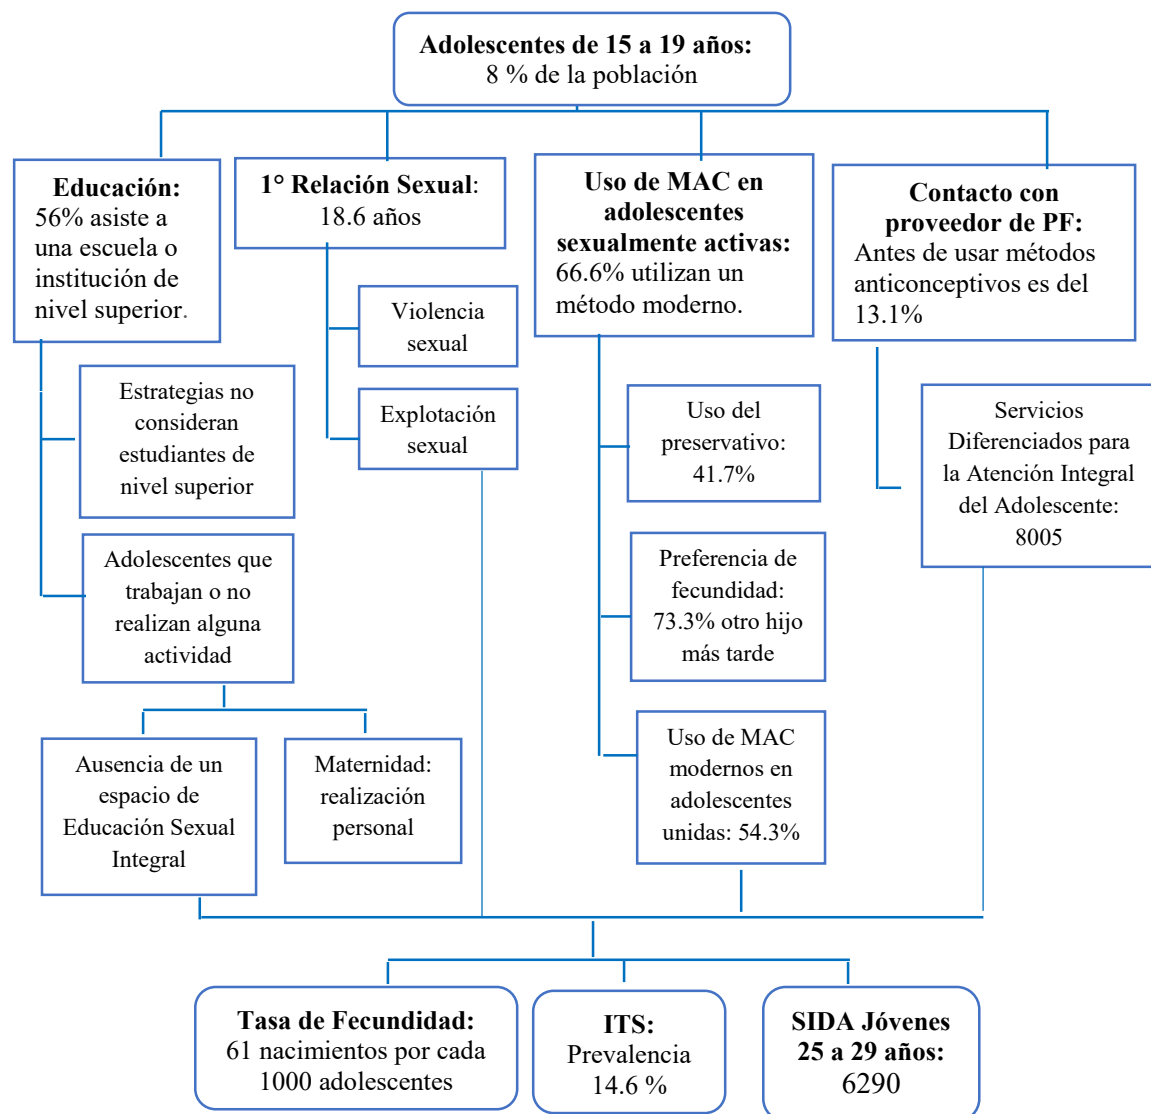 Adolescentes de 15 a 19 años:
8 % de la población
Educación:
56% asiste a
una escuela o
institución de
nivel superior.
1° Relación Sexual:
18.6 años
Uso de MAC en
adolescentes
sexualmente activas:
66.6% utilizan un
método moderno.
Contacto con
proveedor de PF:
Antes de usar métodos
anticonceptivos es del
13.1%
Estrategias no
consideran
estudiantes de
nivel superior
Violencia
sexual
Explotación
sexual
Uso del
preservativo:
41.7%
Servicios
Diferenciados para
la Atención Integral
del Adolescente:
8005
Adolescentes que
trabajan o no
realizan alguna
actividad
Preferencia de
fecundidad:
73.3% otro hijo
más tarde
Ausencia de un
espacio de
Educación Sexual
Integral
Maternidad:
realización
personal
Uso de MAC
modernos en
adolescentes
unidas: 54.3%
Tasa de Fecundidad:
61 nacimientos por cada
1000 adolescentes
ITS:
Prevalencia
14.6 %
SIDA Jóvenes
25 a 29 años:
6290